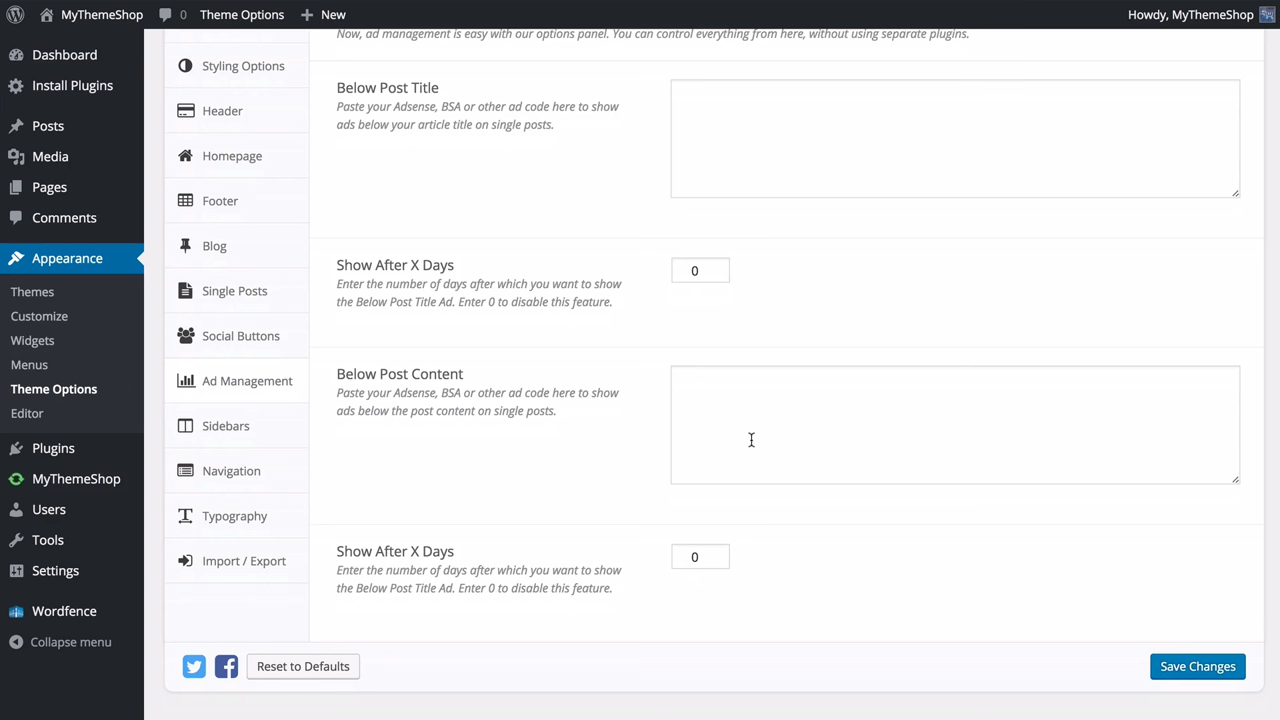 MyThemeShop 0 Theme Options New Howdy, MyThemeShop
Dashboard
Install Plugins
Posts
Media
Pages
Comments
Appearance
Themes
Customize
Widgets
Menus
Theme Options
Editor
Plugins
MyThemeShop
Users
Tools
Settings
Wordfence
Collapse menu
Styling Options
Header
Homepage
Footer
Blog
Single Posts
Social Buttons
Ad Management
Sidebars
Navigation
Typography
Import / Export
Now, ad management is easy with our options panel. You can control everything from here, without using separate plugins.
Below Post Title
Paste your Adsense, BSA or other ad code here to show
ads below your article title on single posts.
Show After X Days
Enter the number of days after which you want to show
the Below Post Title Ad. Enter 0 to disable this feature.
0
Below Post Content
Paste your Adsense, BSA or other ad code here to show
ads below the post content on single posts.
Show After X Days
Enter the number of days after which you want to show
the Below Post Title Ad. Enter 0 to disable this feature.
0
Reset to Defaults
Save Changes